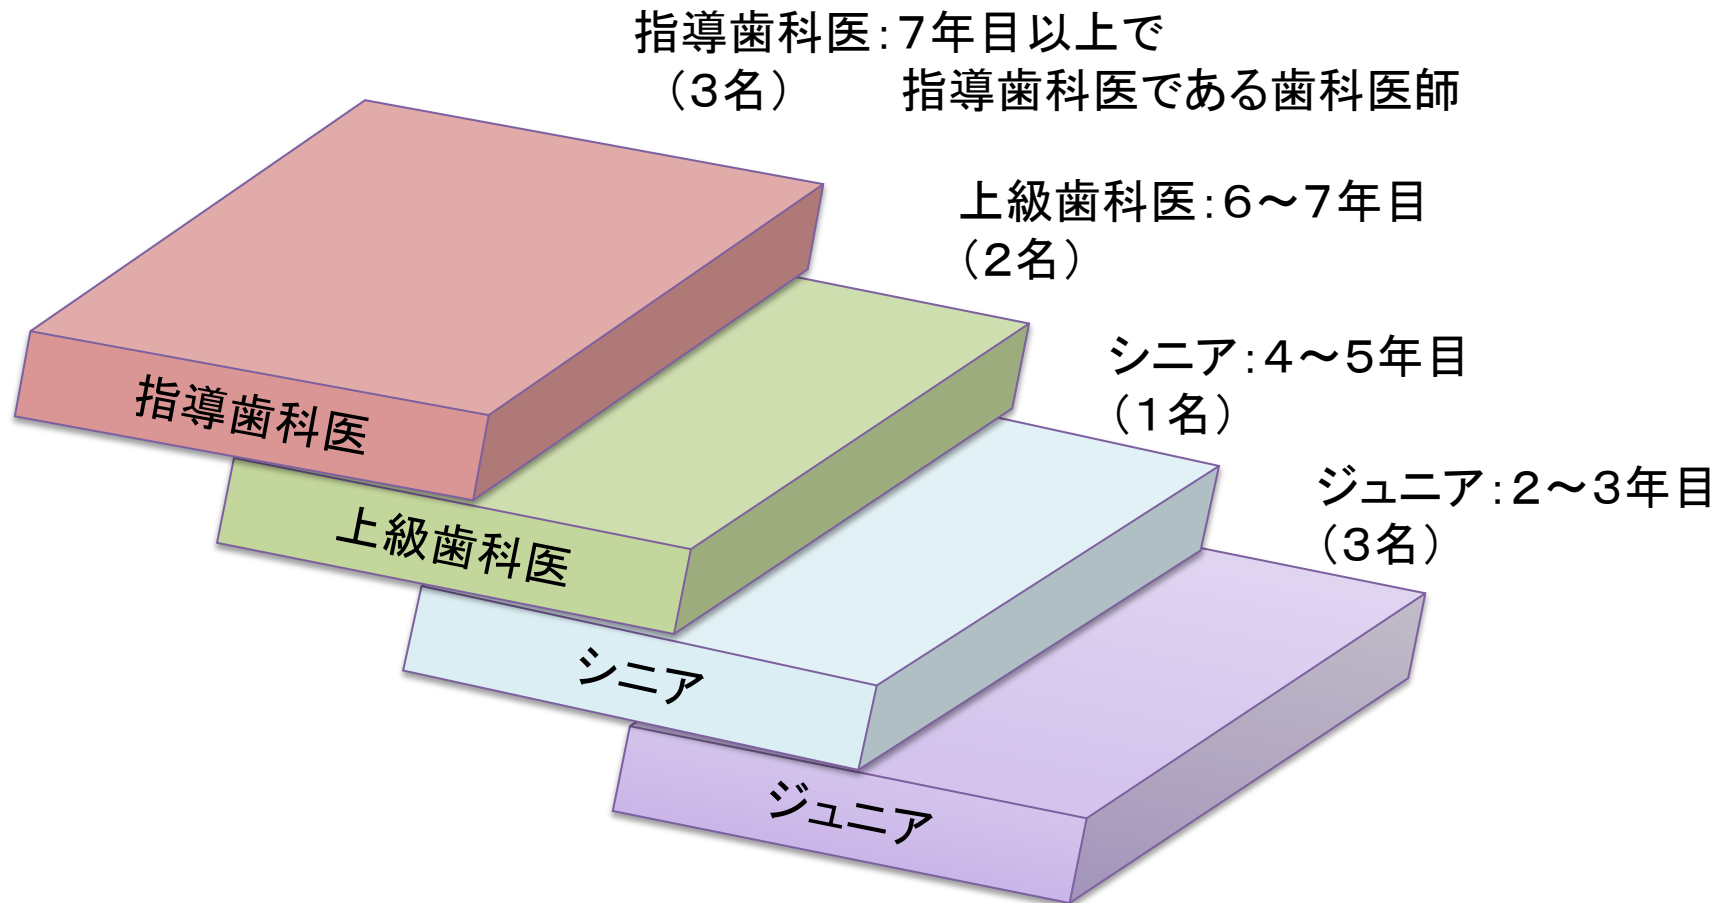 指導歯科医：７年目以上で
（３名）　　指導歯科医である歯科医師
上級歯科医：６～７年目
（２名）
シニア：４～５年目
（１名）
ジュニア：２～３年目
（３名）
指導歯科医
上級歯科医
シニア
ジュニア